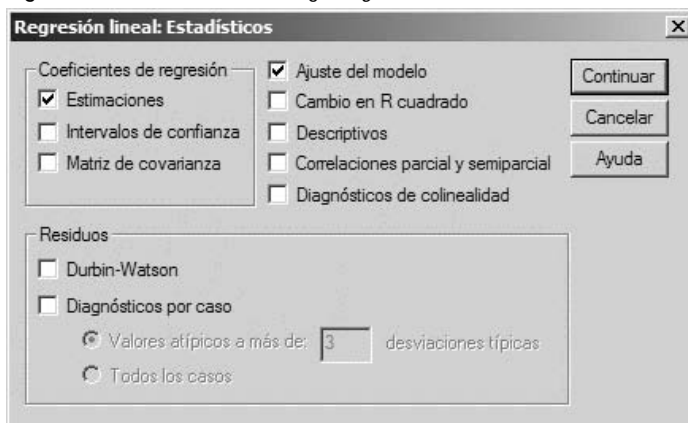 Regresión lineal: Estadísticos
Coeficientes de regresión
Estimaciones
Intervalos de confianza
Matriz de covarianza
Ajuste del modelo
Cambio en R cuadrado
Descriptivos
Correlaciones parcial y semiparcial
Diagnósticos de colinealidad
Continuar
Cancelar
Ayuda
Residuos
Durbin-Watson
Diagnósticos por caso
Valores atípicos a más de: 3 desviaciones típicas
Todos los casos